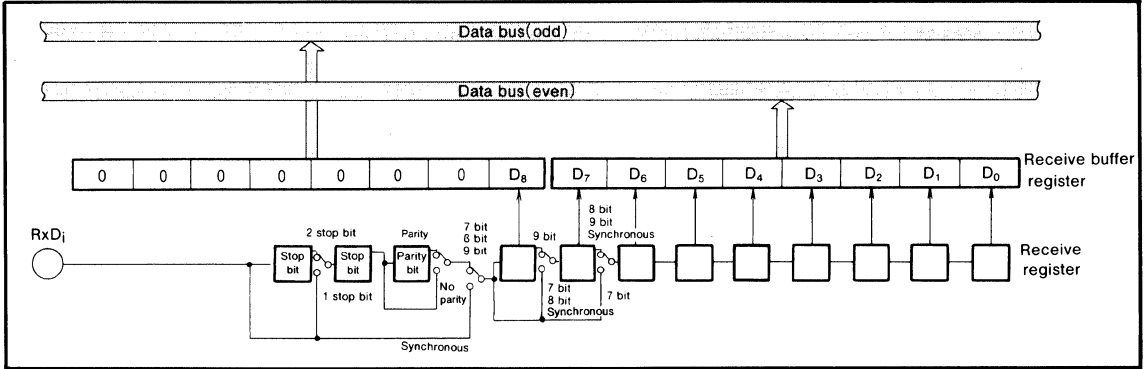 Data bus(odd)
Data bus(even)
0 0 0 0 0 0 0 D8 D7 D6 D5 D4 D3 D2 D1 D0
Receive buffer
register
RxDi
2 stop bit
Parity
7 bit
8 bit
9 bit
9 bit
8 bit
9 bit
Synchronous
Stop
bit
Stop
bit
Parity
bit
Receive
register
1 stop bit
No
parity
7 bit
8 bit
Synchronous
7 bit
Synchronous